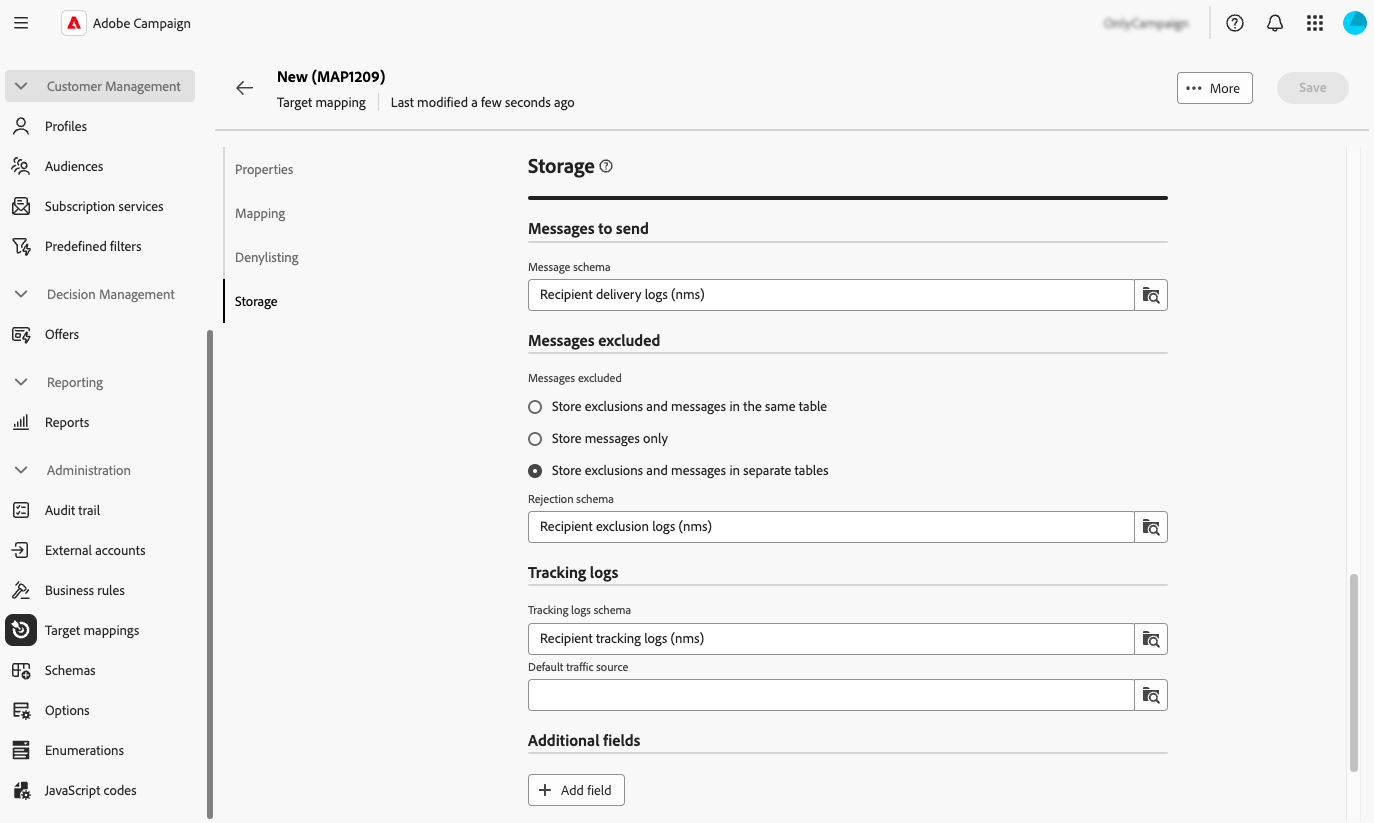 Adobe Campaign
New (MAP1209)
Target mapping
Last modified a few seconds ago
More
Save
Customer Management
Profiles
Audiences
Subscription services
Predefined filters
Decision Management
Offers
Reporting
Reports
Administration
Audit trail
External accounts
Business rules
Target mappings
Schemas
Options
Enumerations
JavaScript codes
Properties
Mapping
Denylisting
Storage
Storage
Messages to send
Message schema
Recipient delivery logs (nms)
Messages excluded
Messages excluded
Store exclusions and messages in the same table
Store messages only
Store exclusions and messages in separate tables
Rejection schema
Recipient exclusion logs (nms)
Tracking logs
Tracking logs schema
Recipient tracking logs (nms)
Default traffic source
Additional fields
Add field